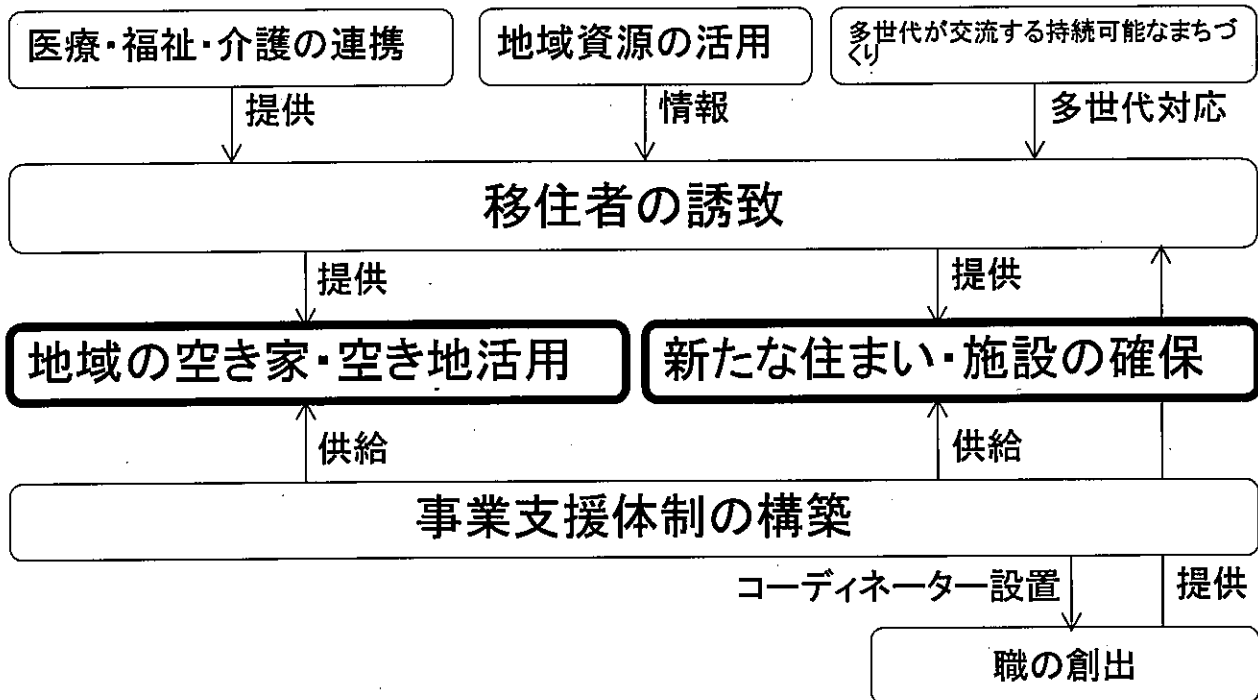 医療・福祉・介護の連携
地域資源の活用
多世代が交流する持続可能なまちづ
くり
提供
情報
多世代対応
移住者の誘致
提供
提供
地域の空き家・空き地活用
新たな住まい・施設の確保
供給
供給
事業支援体制の構築
コーディネーター設置
提供
職の創出